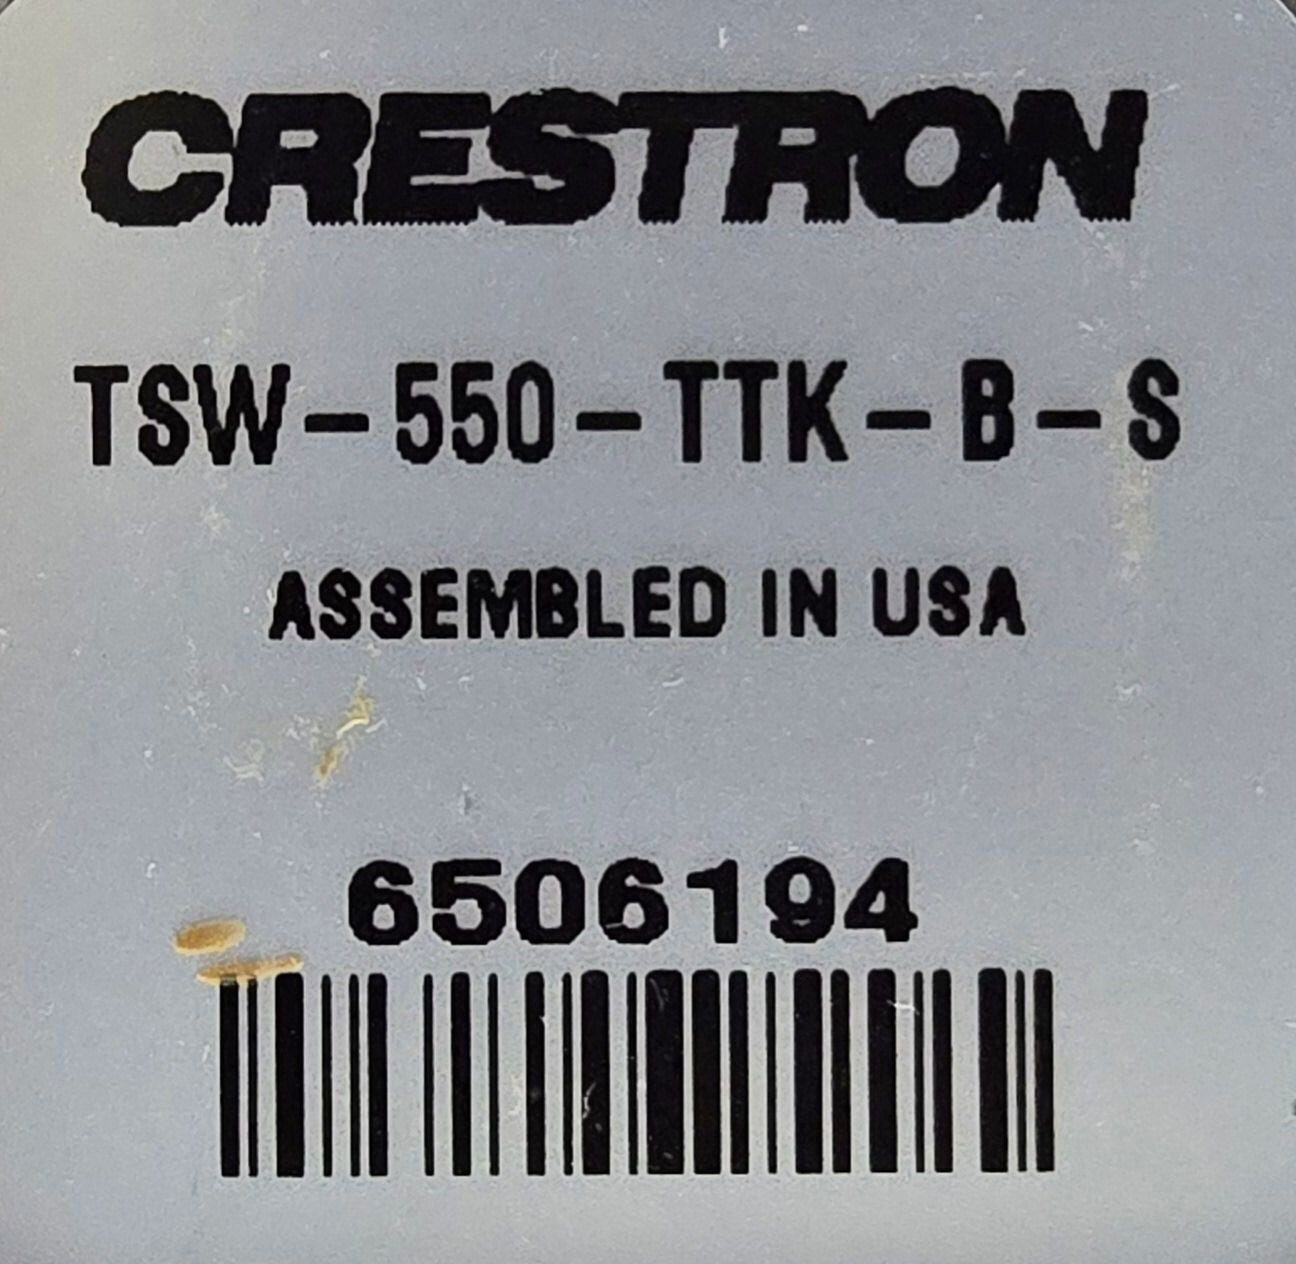 CRESTRON
TSW-550-TTK-B-S
ASSEMBLED IN USA
6506194